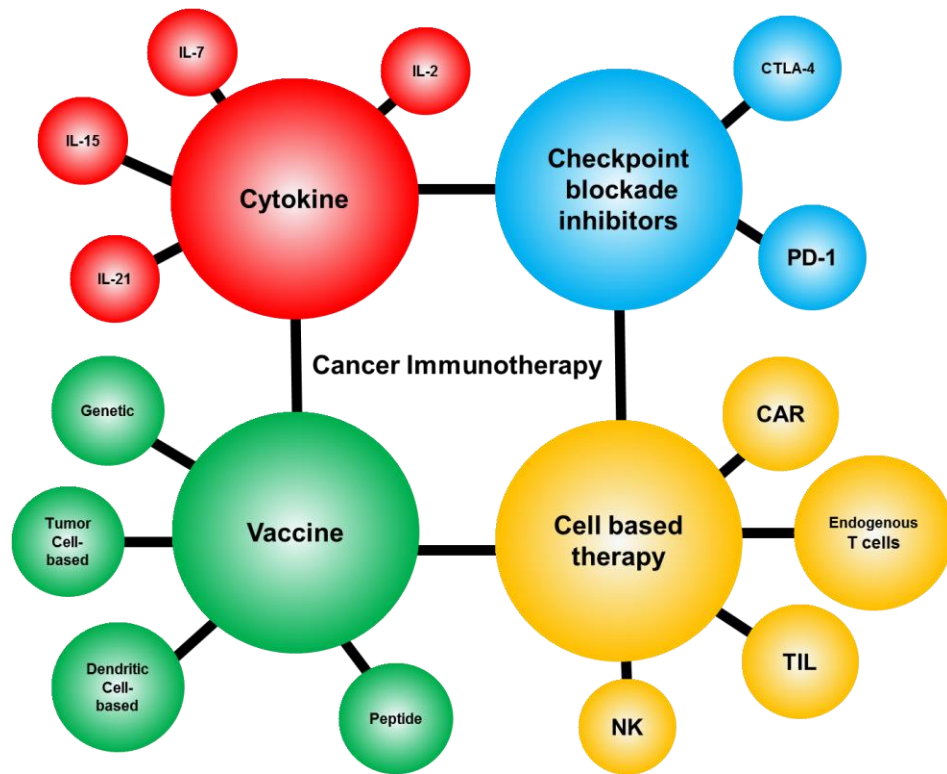 IL-7
IL-2
IL-15
IL-21
Cytokine
CTLA-4
Checkpoint
blockade
inhibitors
PD-1
Cancer Immunotherapy
Genetic
Tumor
Cell-
based
Dendritic
Cell-
based
Peptide
Vaccine
CAR
Endogenous
T cells
Cell based
therapy
TIL
NK